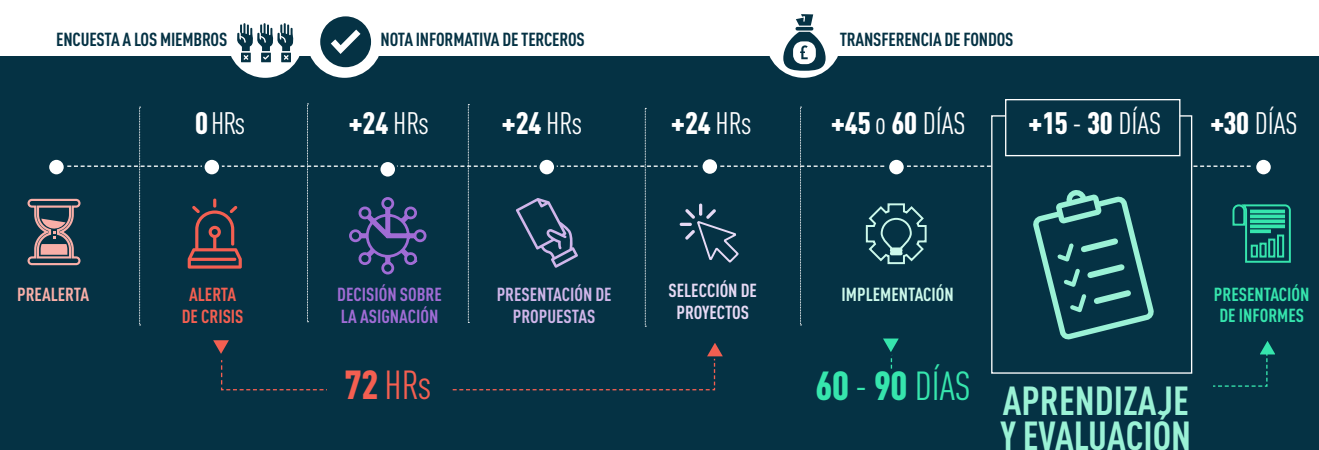 ENCUESTA A LOS MIEMBROS
NOTA INFORMATIVA DE TERCEROS
£
TRANSFERENCIA DE FONDOS
0 HRs
+24 HRs
+24 HRs
+24 HRs
+45 o 60 DÍAS
+15 - 30 DÍAS
+30 DÍAS
PREALERTA
ALERTA
DE CRISIS
DECISIÓN SOBRE
LA ASIGNACIÓN
PRESENTACIÓN DE
PROPUESTAS
SELECCIÓN DE
PROYECTOS
IMPLEMENTACIÓN
PRESENTACIÓN
DE INFORMES
72 HRs
60 - 90 DÍAS
APRENDIZAJE
Y EVALUACIÓN